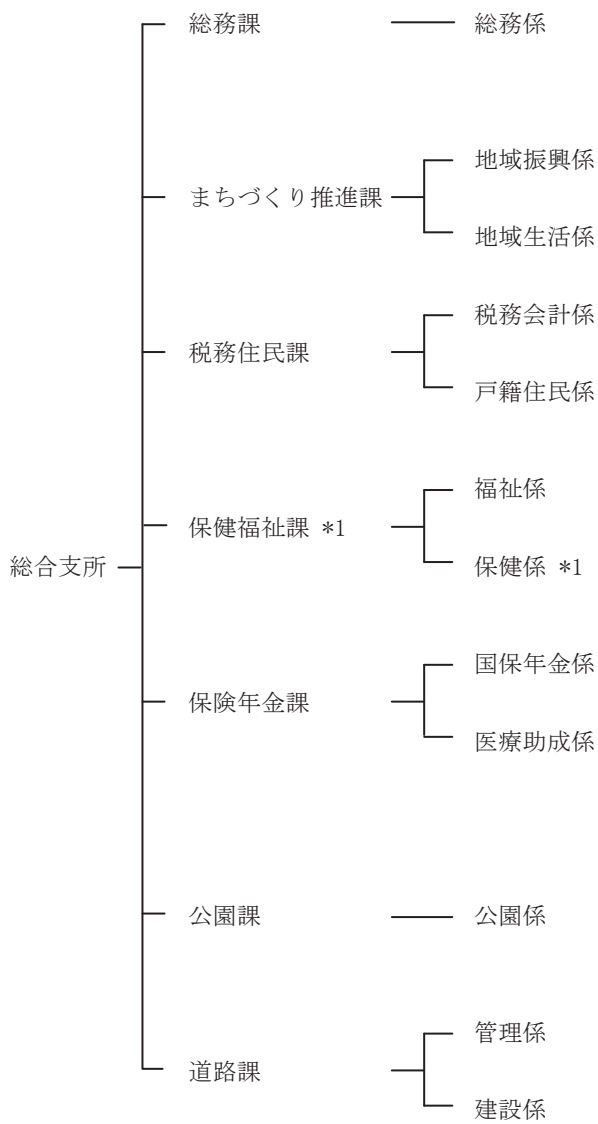 総務課 総務係
地域振興係
まちづくり推進課
地域生活係
税務会計係
税務住民課
戸籍住民係
福祉係
保健福祉課 *1
総合支所 保健係 *1
国保年金係
保険年金課
医療助成係
公園課 公園係
管理係
道路課
建設係